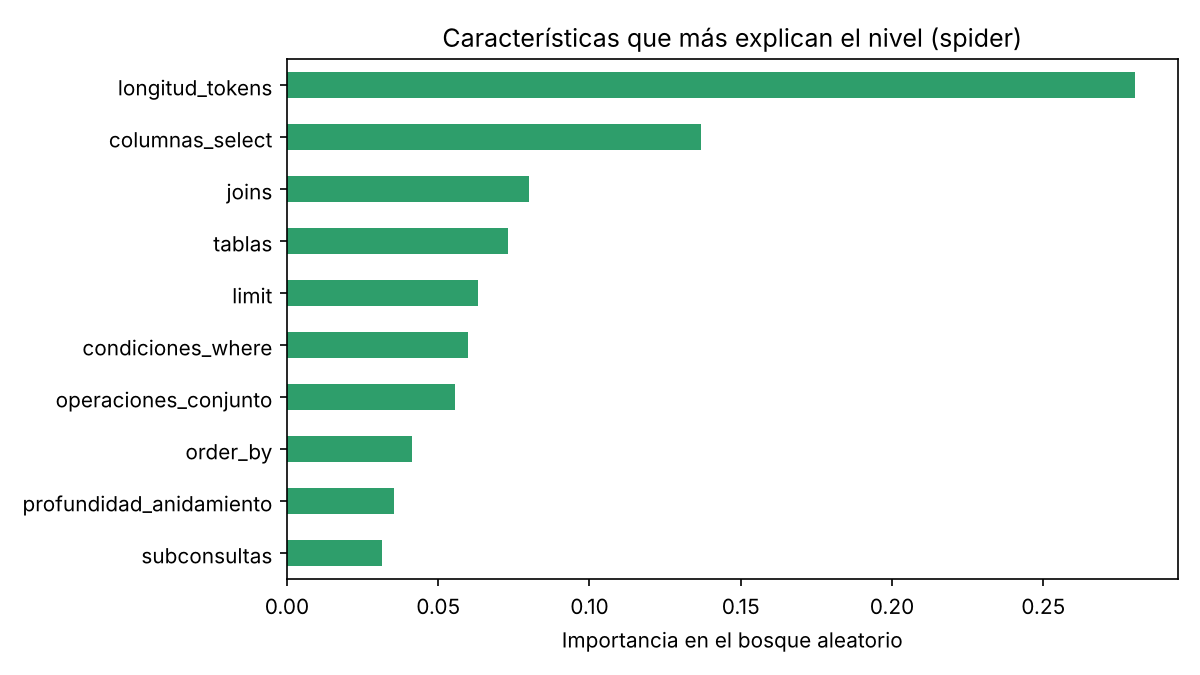 Características que más explican el nivel (spider)
longitud_tokens
columnas_select
joins
tablas
limit
condiciones_where
operaciones_conjunto
order_by
profundidad_anidamiento
subconsultas
0.00 0.05 0.10 0.15 0.20 0.25
Importancia en el bosque aleatorio